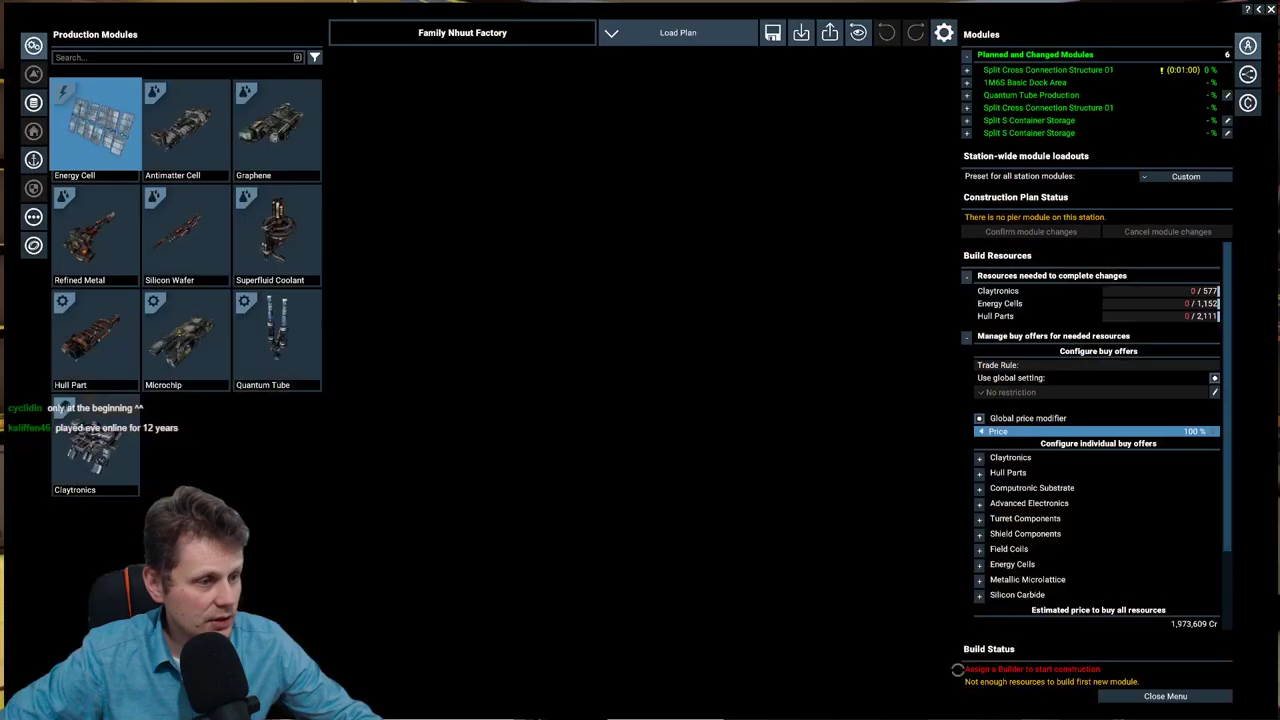 Production Modules
Search...
Energy Cell
Antimatter Cell
Graphene
Refined Metal
Silicon Wafer
Superfluid Coolant
Hull Part
Microchip
Quantum Tube
Claytronics
cyclidin only at the beginning ^^
kaliffen46 played eve online for 12 years
Family Nhuut Factory
Load Plan
Modules
- Planned and Changed Modules 6
+ Split Cross Connection Structure 01 ! (0:01:00) 0 %
+ 1M6S Basic Dock Area - %
+ Quantum Tube Production - %
+ Split Cross Connection Structure 01 - %
+ Split S Container Storage - %
+ Split S Container Storage - %
Station-wide module loadouts
Preset for all station modules: Custom
Construction Plan Status
There is no pier module on this station.
Confirm module changes Cancel module changes
Build Resources
- Resources needed to complete changes
Claytronics 0 / 577
Energy Cells 0 / 1,152
Hull Parts 0 / 2,111
- Manage buy offers for needed resources
Configure buy offers
Trade Rule:
Use global setting:
No restriction
Global price modifier
Price 100 %
Configure individual buy offers
+ Claytronics
+ Hull Parts
+ Computronic Substrate
+ Advanced Electronics
+ Turret Components
+ Shield Components
+ Field Coils
+ Energy Cells
+ Metallic Microlattice
+ Silicon Carbide
Estimated price to buy all resources
1,973,609 Cr
Build Status
Assign a Builder to start construction
Not enough resources to build first new module.
Close Menu